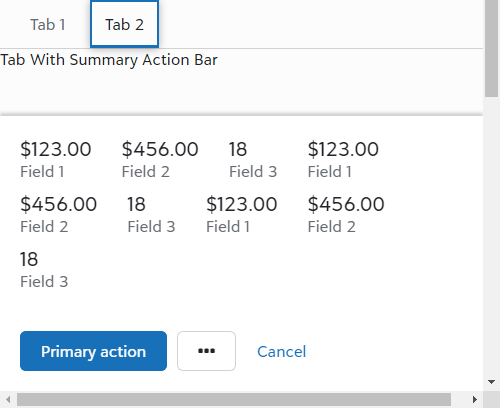 Tab 1 Tab 2
Tab With Summary Action Bar
$123.00 $456.00 18 $123.00
Field 1 Field 2 Field 3 Field 1
$456.00 18 $123.00 $456.00
Field 2 Field 3 Field 1 Field 2
18
Field 3
Primary action ••• Cancel